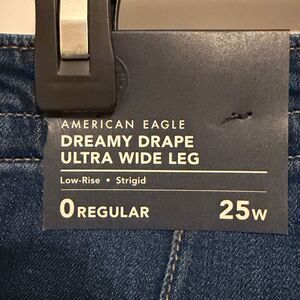 AMERICAN EAGLE
DREAMY DRAPE
ULTRA WIDE LEG
Low-Rise • Strigid
0 REGULAR 25W